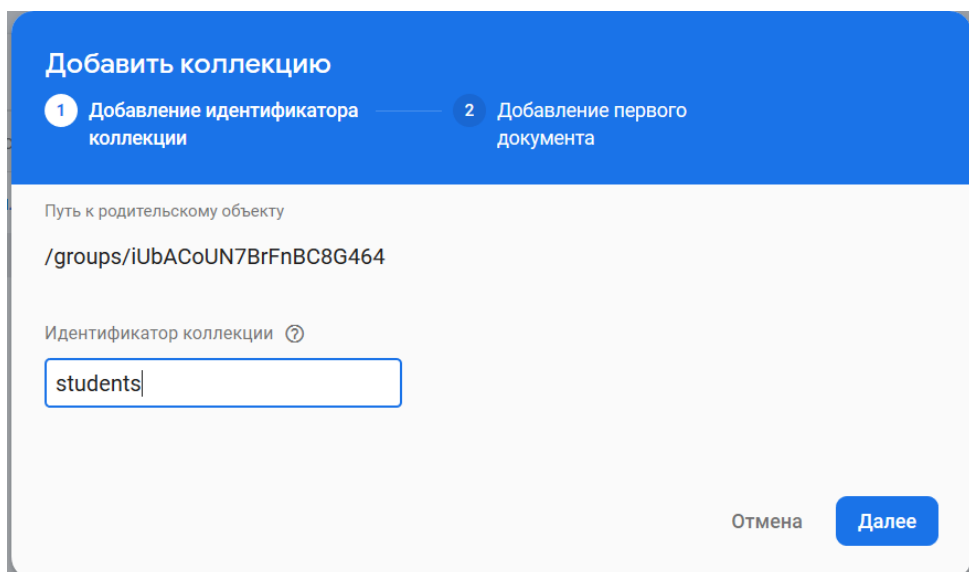 Добавить коллекцию
1 Добавление идентификатора коллекции
2 Добавление первого документа
Путь к родительскому объекту
/groups/iUbACoUN7BrFnBC8G464
Идентификатор коллекции ?
students
Отмена Далее